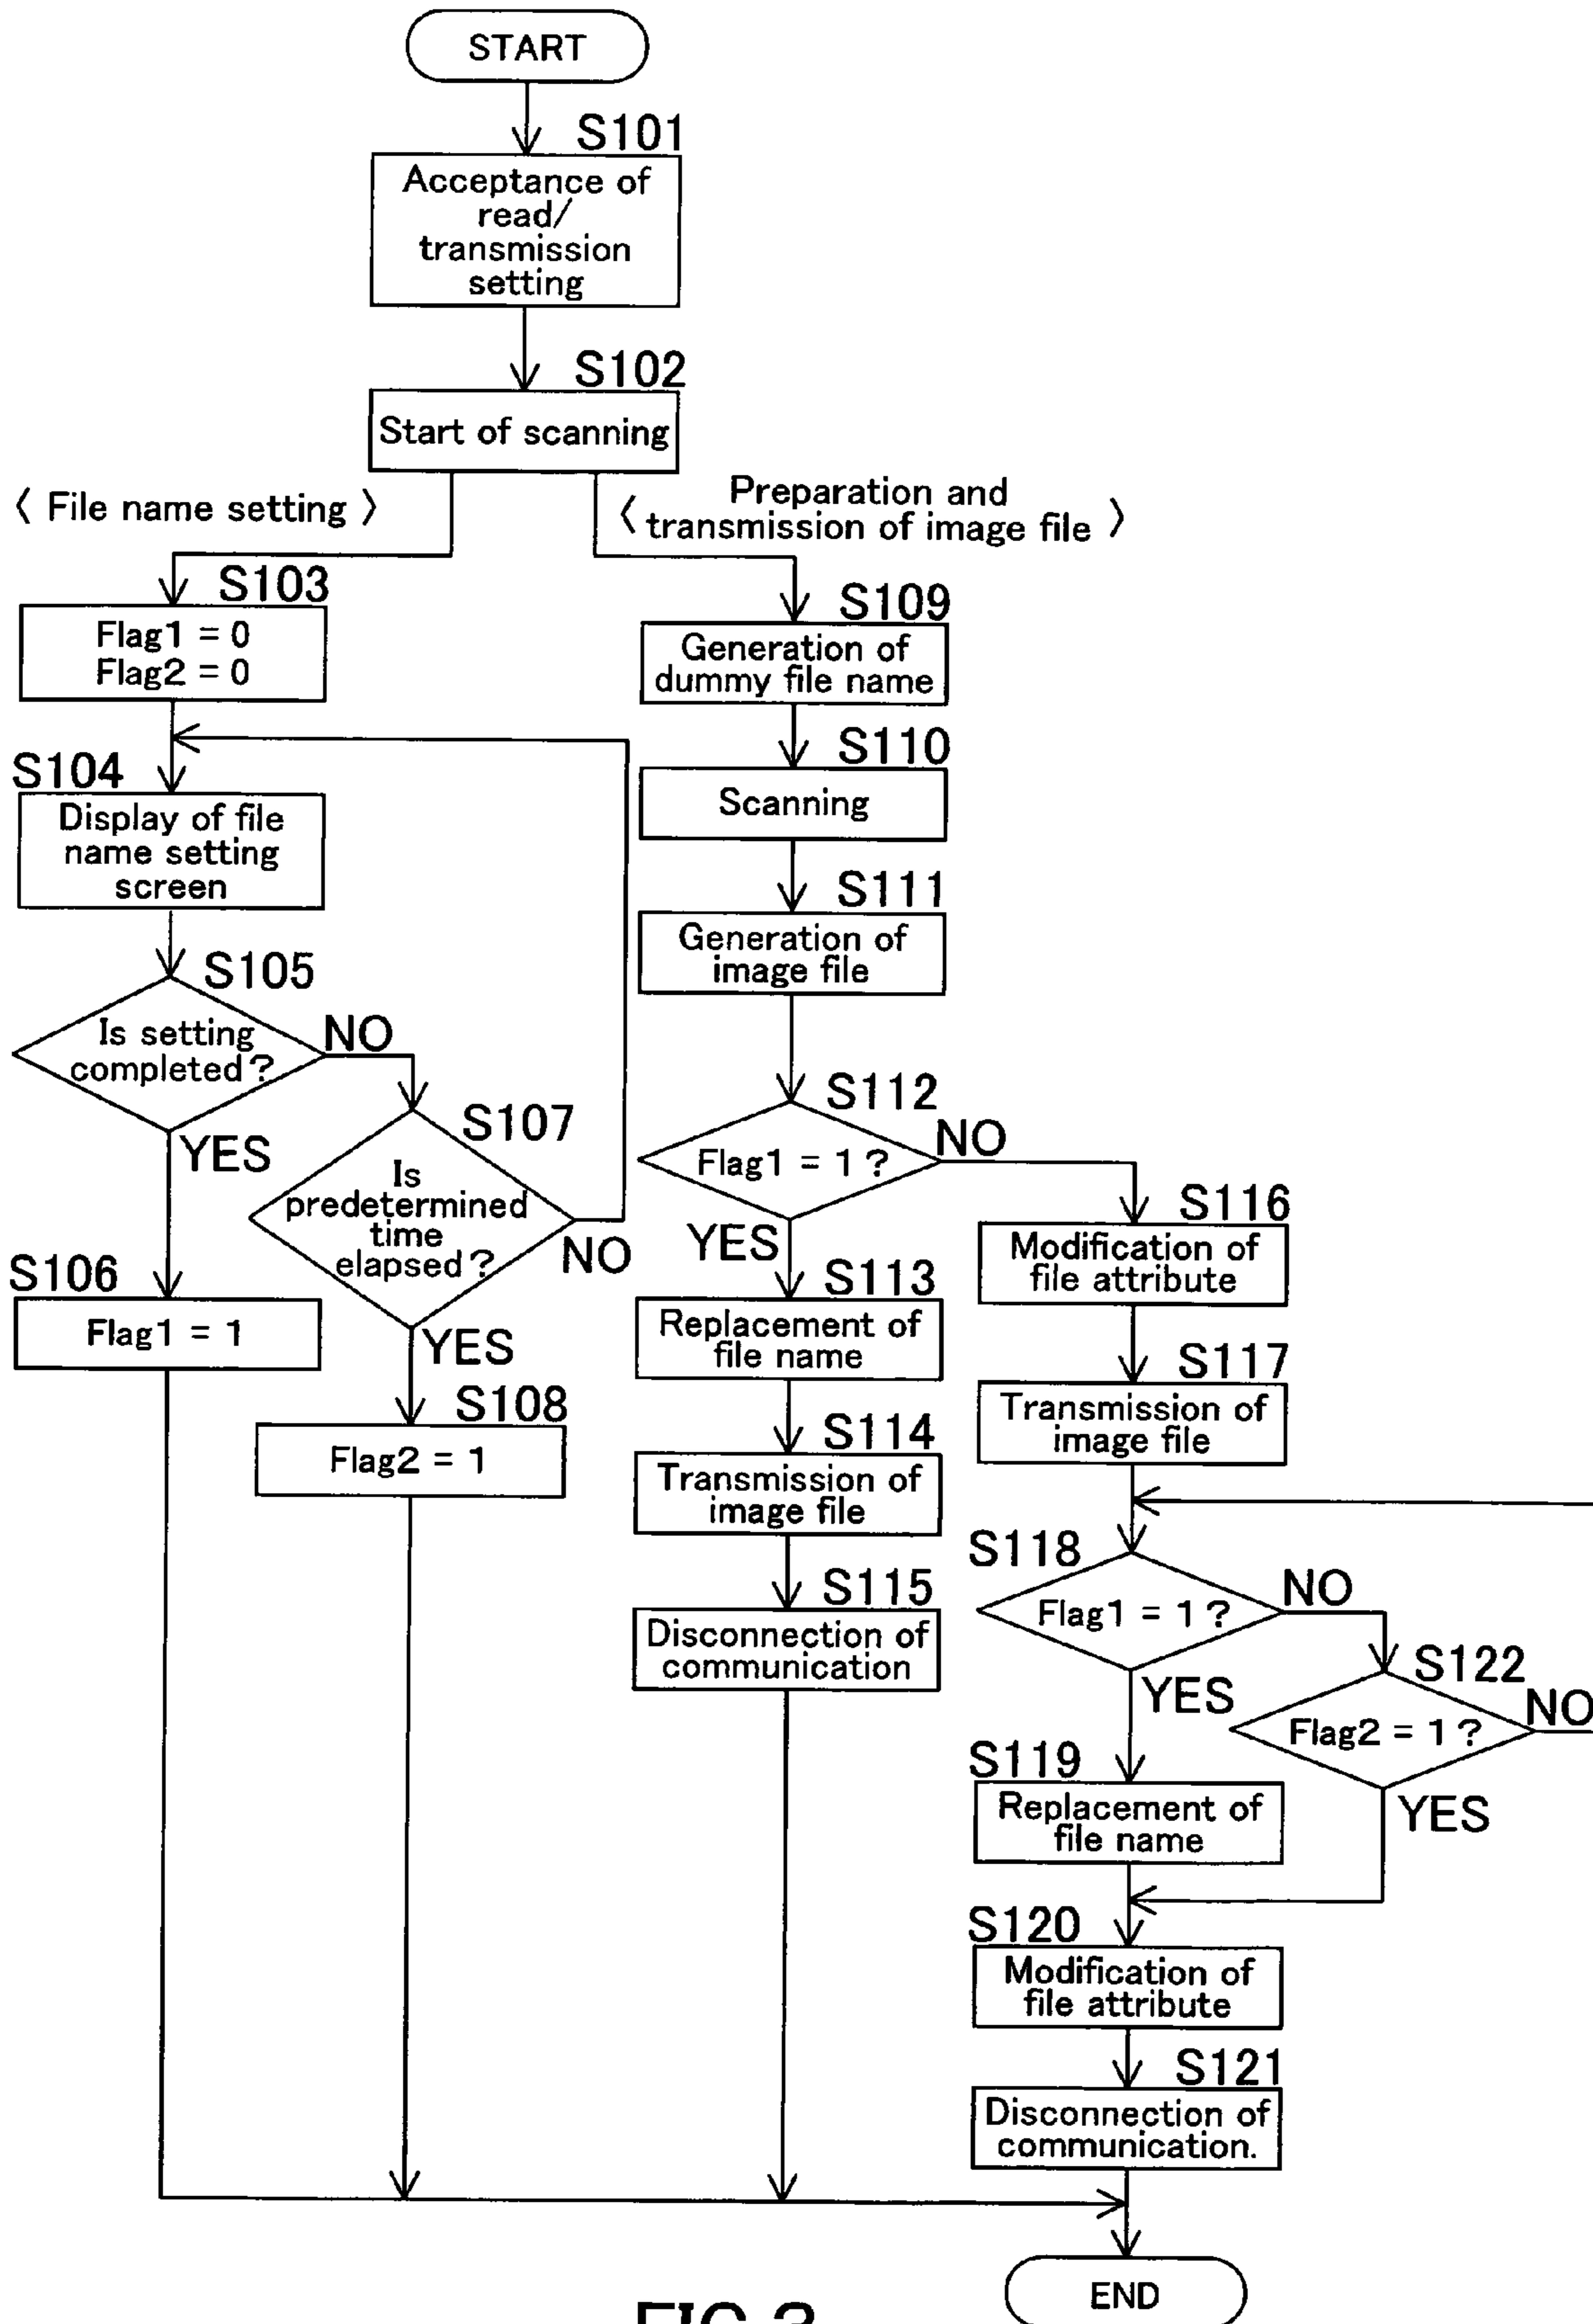 START
S101
Acceptance of
read/
transmission
setting
S102
Start of scanning
〈 File name setting 〉
〈 Preparation and
transmission of image file 〉
S103
Flag1 = 0
Flag2 = 0
S104
Display of file
name setting
screen
S105
Is setting
completed?
NO
YES
S106
Flag1 = 1
S107
Is
predetermined
time
elapsed?
NO
YES
S108
Flag2 = 1
S109
Generation of
dummy file name
S110
Scanning
S111
Generation of
image file
S112
Flag1 = 1?
NO
YES
S113
Replacement of
file name
S114
Transmission of
image file
S115
Disconnection of
communication
S116
Modification of
file attribute
S117
Transmission of
image file
S118
Flag1 = 1?
NO
YES
S122
Flag2 = 1?
NO
YES
S119
Replacement of
file name
S120
Modification of
file attribute
S121
Disconnection of
communication.
END